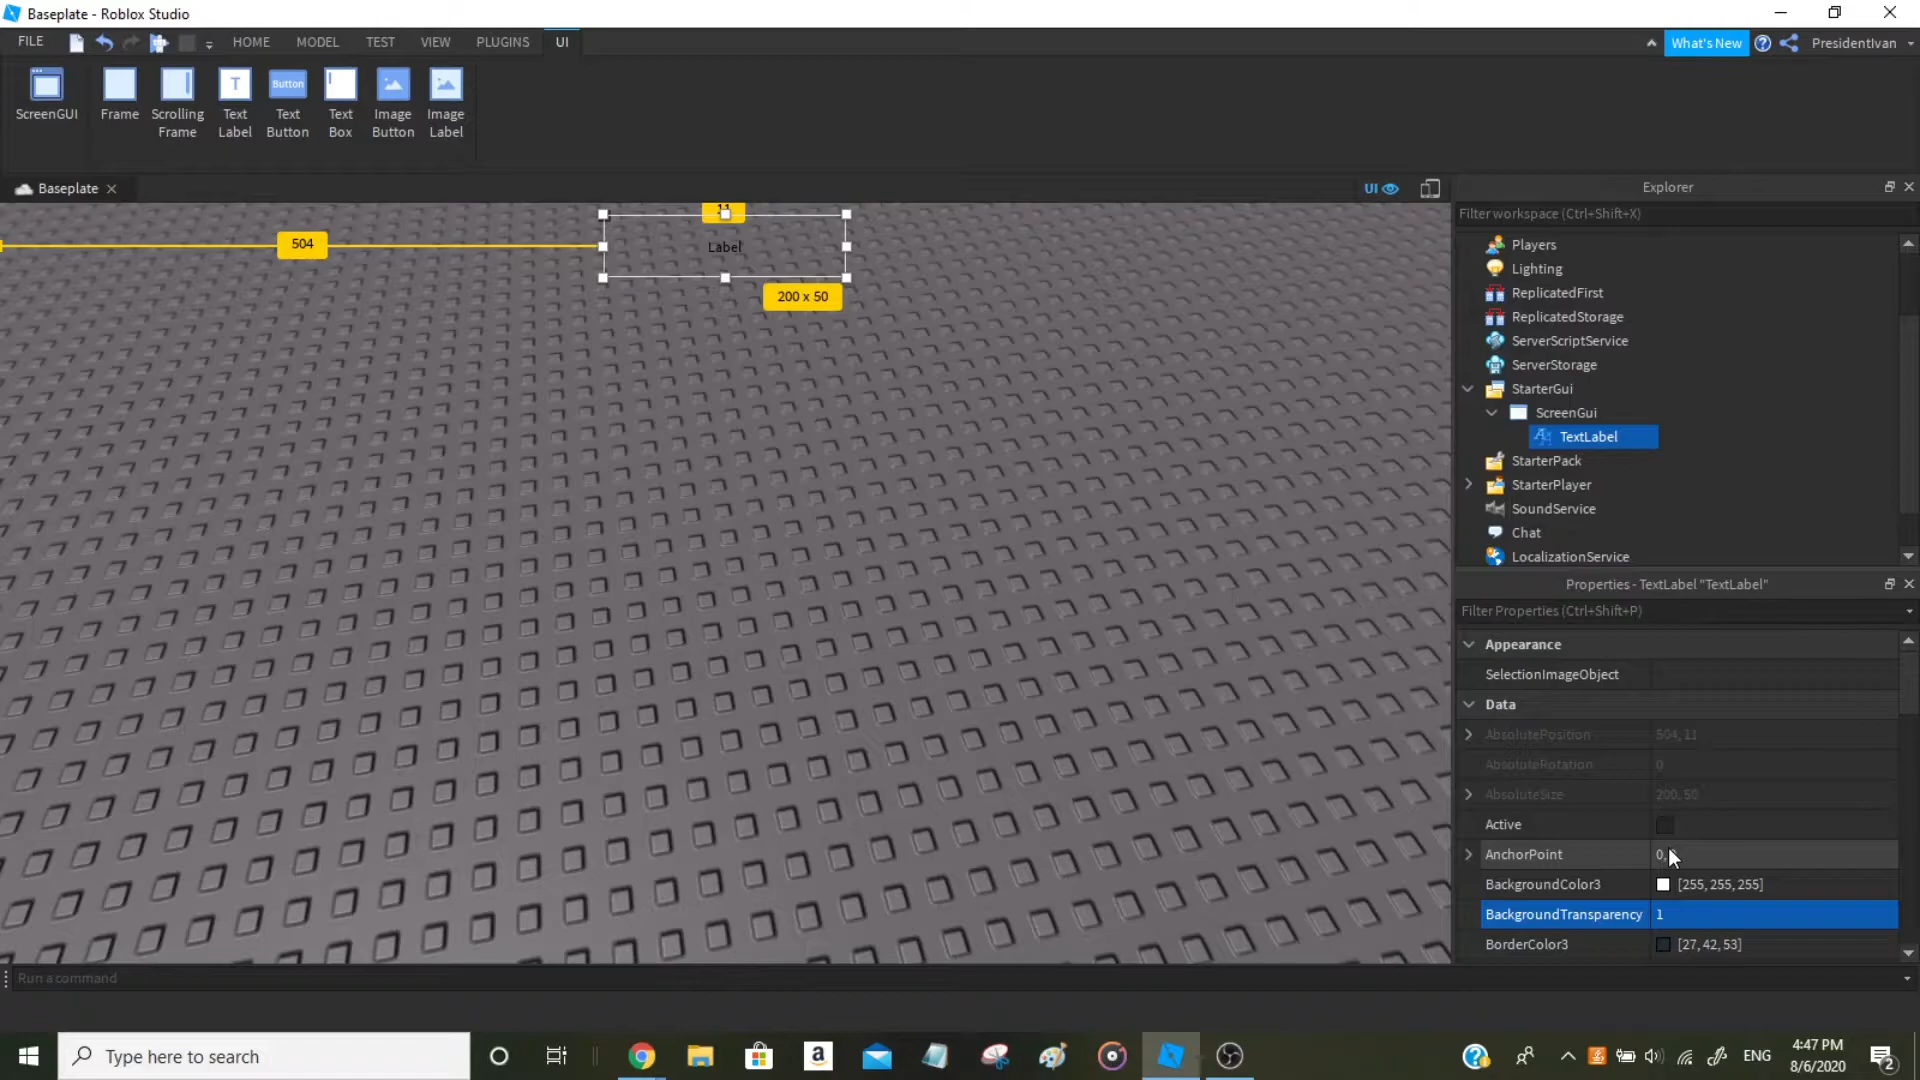 Baseplate - Roblox Studio
FILE HOME MODEL TEST VIEW PLUGINS UI What's New PresidentIvan
ScreenGUI Frame Scrolling Frame Text Label Button Text Button Text Box Image Button Image Label
Baseplate
UI
504
11
Label
200 x 50
Explorer
Filter workspace (Ctrl+Shift+X)
Players
Lighting
ReplicatedFirst
ReplicatedStorage
ServerScriptService
ServerStorage
StarterGui
ScreenGui
TextLabel
StarterPack
StarterPlayer
SoundService
Chat
LocalizationService
Properties - TextLabel "TextLabel"
Filter Properties (Ctrl+Shift+P)
Appearance
SelectionImageObject
Data
AbsolutePosition 504, 11
AbsoluteRotation 0
AbsoluteSize 200, 50
Active
AnchorPoint 0,
BackgroundColor3 [255, 255, 255]
BackgroundTransparency 1
BorderColor3 [27, 42, 53]
Run a command
Type here to search
ENG
4:47 PM
8/6/2020
2